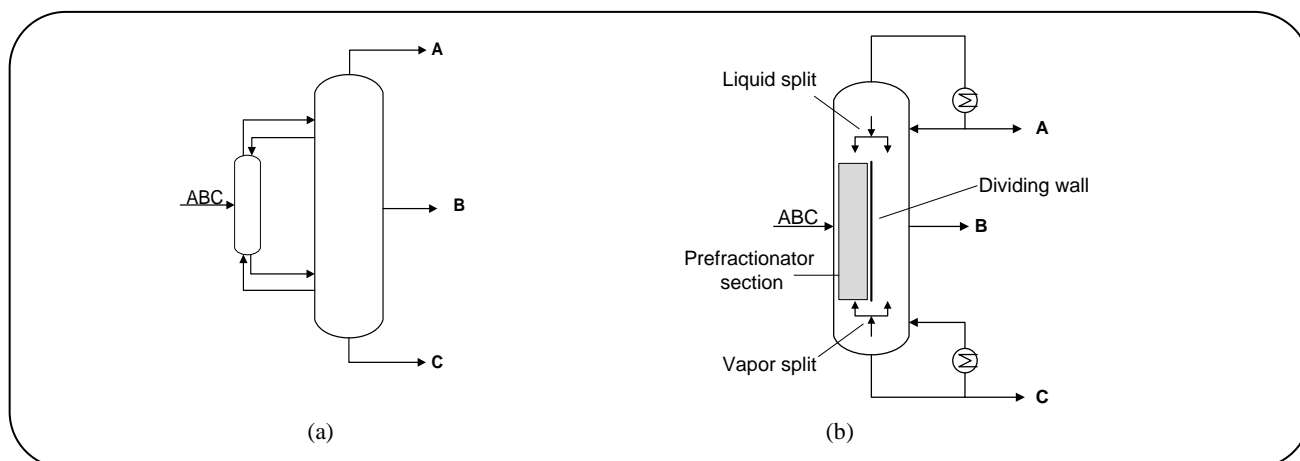 A
ABC
B
C
(a)
Liquid split
A
Dividing wall
ABC
B
Prefractionator
section
Vapor split
C
(b)